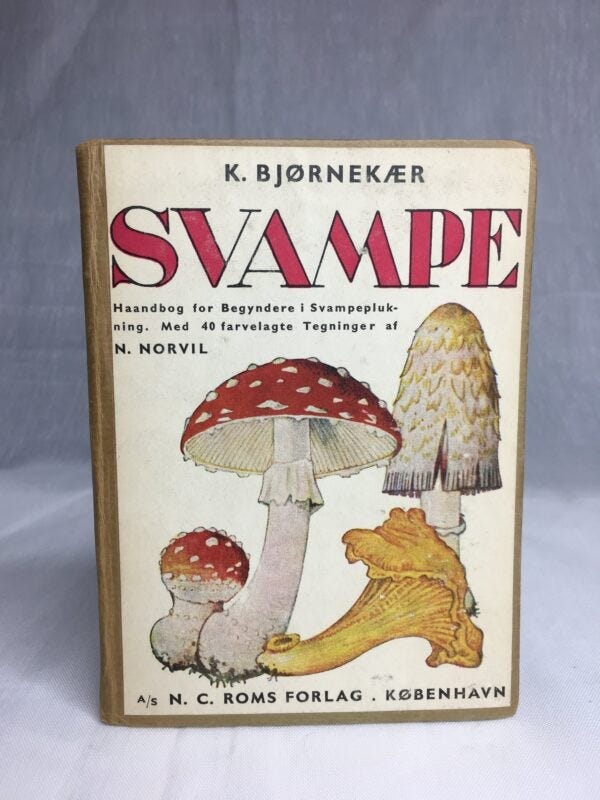 K. BJØRNEKÆR
SVAMPE
Haandbog for Begyndere i Svampepluk-
ning. Med 40 farvelagte Tegninger af
N. NORVIL
A/S N. C. ROMS FORLAG . KØBENHAVN